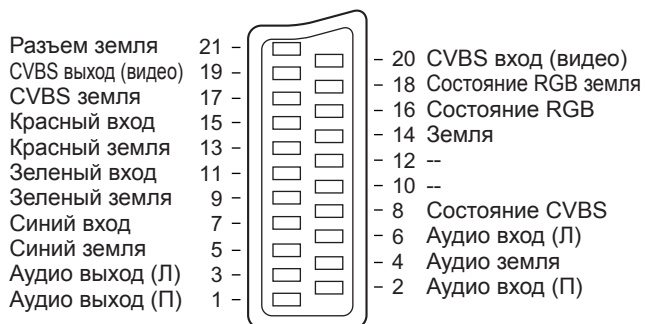 Разъем земля 21 –
CVBS выход (видео) 19 –
CVBS земля 17 –
Красный вход 15 –
Красный земля 13 –
Зеленый вход 11 –
Зеленый земля 9 –
Синий вход 7 –
Синий земля 5 –
Аудио выход (Л) 3 –
Аудио выход (П) 1 –
– 20 CVBS вход (видео)
– 18 Состояние RGB земля
– 16 Состояние RGB
– 14 Земля
– 12 --
– 10 --
– 8 Состояние CVBS
– 6 Аудио вход (Л)
– 4 Аудио земля
– 2 Аудио вход (П)